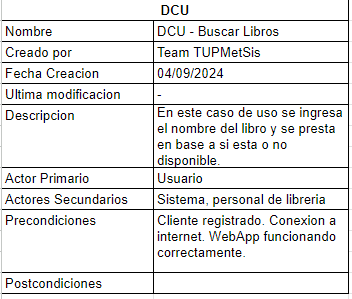 DCU
Nombre DCU - Buscar Libros
Creado por Team TUPMetSis
Fecha Creacion 04/09/2024
Ultima modificacion -
Descripcion En este caso de uso se ingresa
el nombre del libro y se presta
en base a si esta o no
disponible.
Actor Primario Usuario
Actores Secundarios Sistema, personal de libreria
Precondiciones Cliente registrado. Conexion a
internet. WebApp funcionando
correctamente.
Postcondiciones